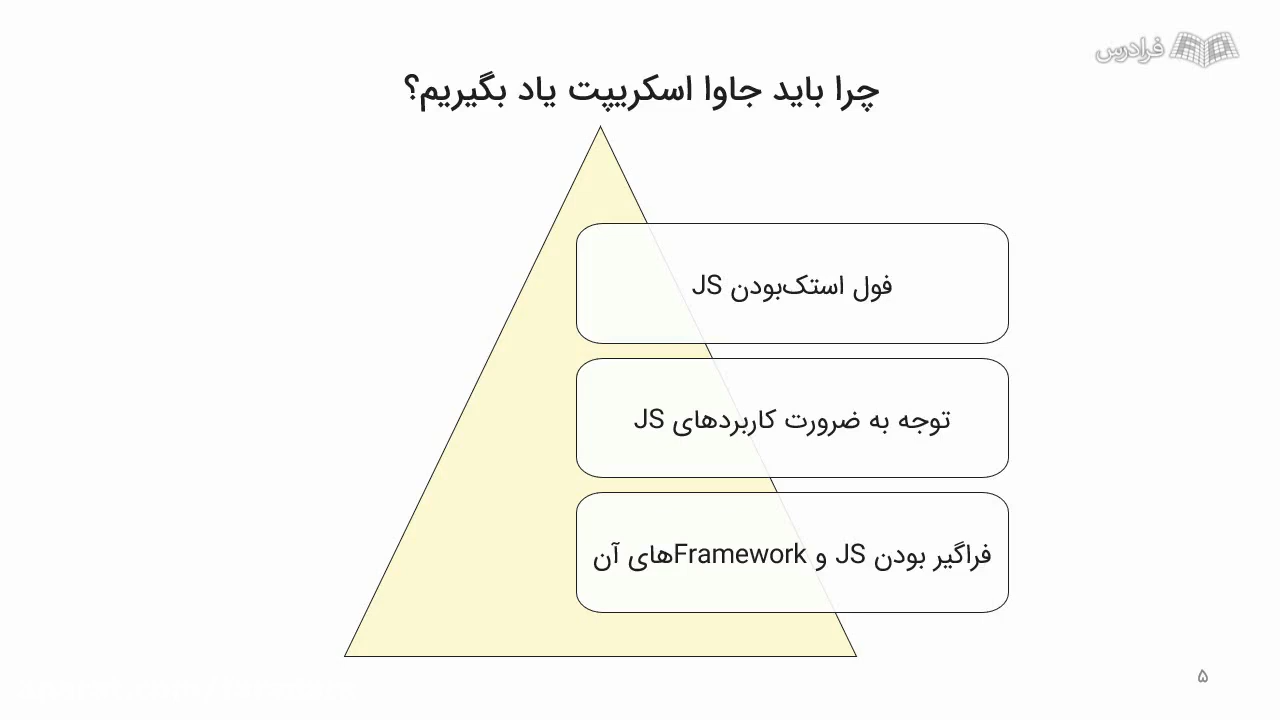 فرادرس
چرا باید جاوا اسکریپت یاد بگیریم؟
فول استک‌بودن JS
توجه به ضرورت کاربردهای JS
فراگیر بودن JS و Frameworkهای آن
۵